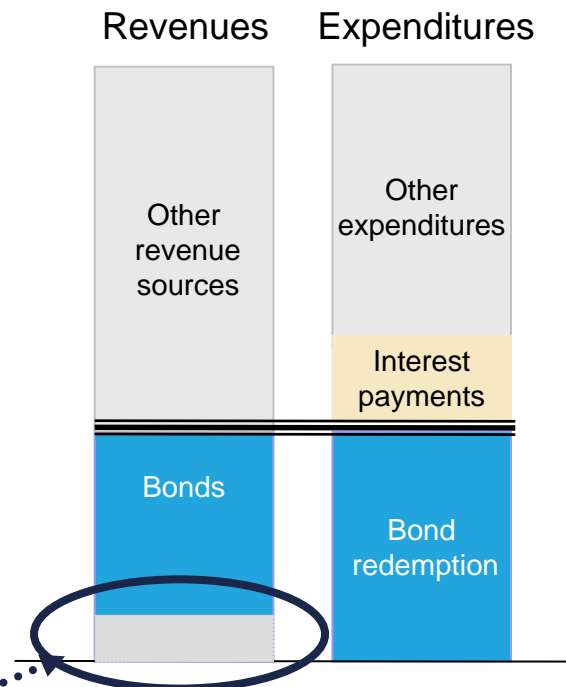 Revenues
Expenditures
Other
revenue
sources
Other
expenditures
Interest
payments
Bonds
Bond
redemption